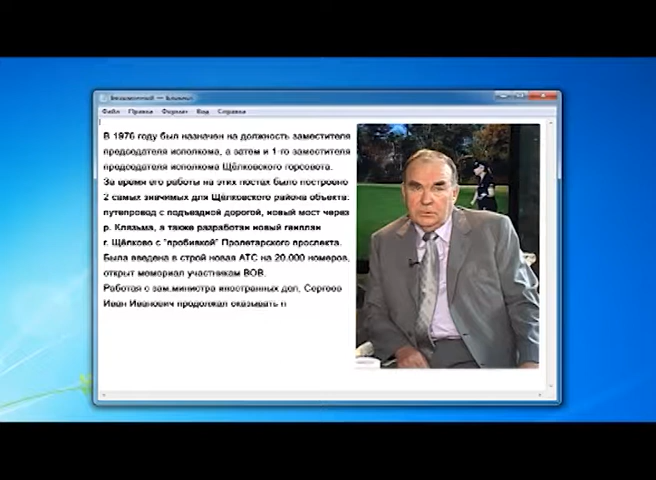 Безымянный — Блокнот
Файл Правка Формат Вид Справка
В 1976 году был назначен на должность заместителя
председателя исполкома, а затем и 1-го заместителя
председателя исполкома Щёлковского горсовета.
За время его работы на этих постах было построено
2 самых значимых для Щёлковского района объекта:
путепровод с подъездной дорогой, новый мост через
р. Клязьма, а также разработан новый генплан
г. Щёлково с "пробивкой" Пролетарского проспекта.
Была введена в строй новая АТС на 20.000 номеров,
открыт мемориал участникам ВОВ.
Работая с зам.министра иностранных дел, Сергеев
Иван Иванович продолжал оказывать п